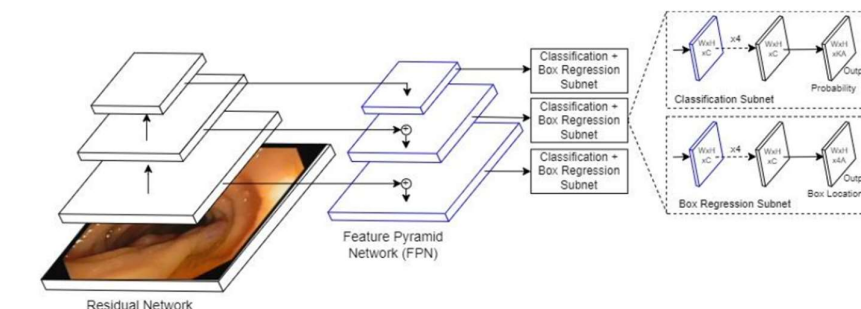 Classification +
Box Regression
Subnet
Classification +
Box Regression
Subnet
Classification +
Box Regression
Subnet
WxH
xC
x4
WxH
xC
WxH
xKA
Outp
Probability
Classification Subnet
WxH
xC
x4
WxH
xC
WxH
x4A
Outp
Box Location
Box Regression Subnet
+
+
Feature Pyramid
Network (FPN)
Residual Network